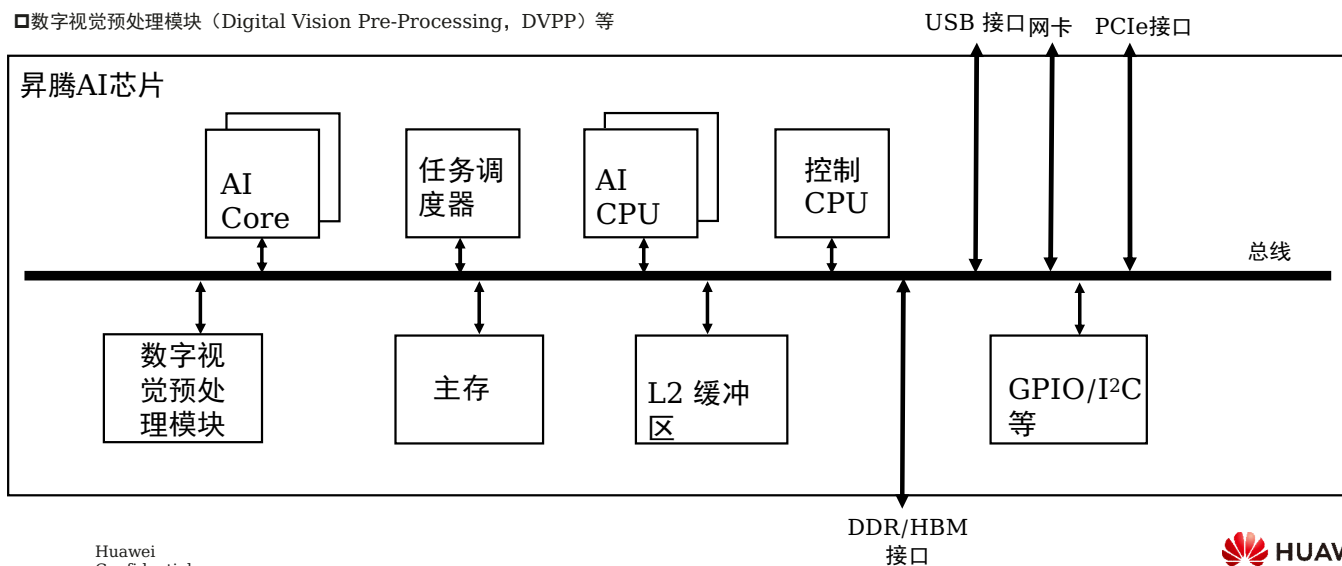 数字视觉预处理模块（Digital Vision Pre-Processing，DVPP）等
USB 接口
网卡
PCIe接口
昇腾AI芯片
AI
Core
任务调
度器
AI
CPU
控制
CPU
总线
数字视
觉预处
理模块
主存
L2 缓冲
区
GPIO/I²C
等
DDR/HBM
接口
Huawei
HUAW